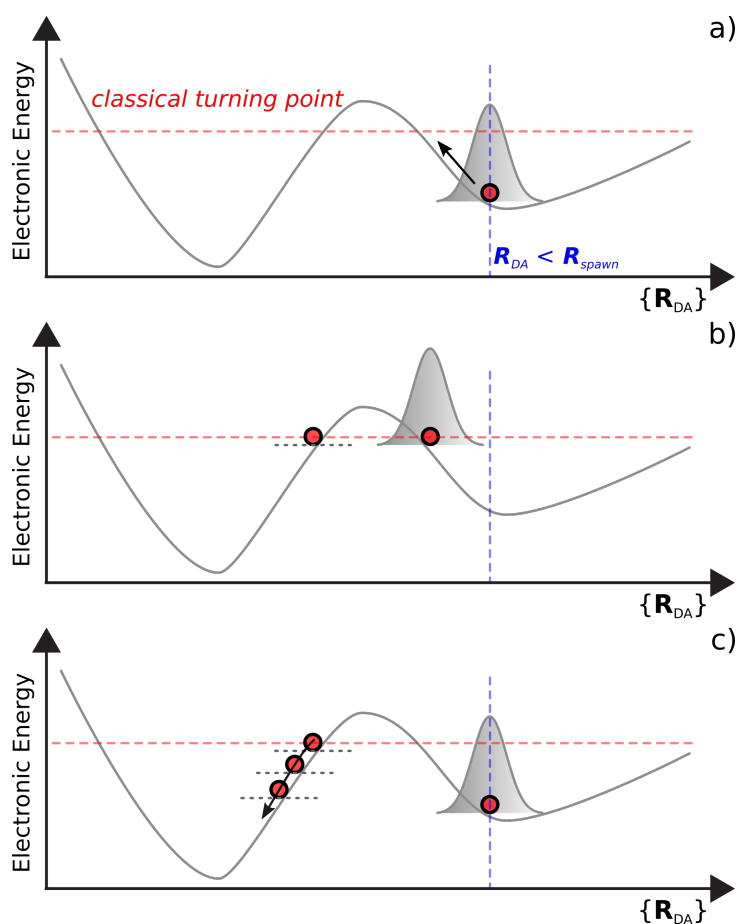 a)
Electronic Energy
classical turning point
R_DA < R_spawn
{R_DA}
b)
Electronic Energy
{R_DA}
c)
Electronic Energy
{R_DA}